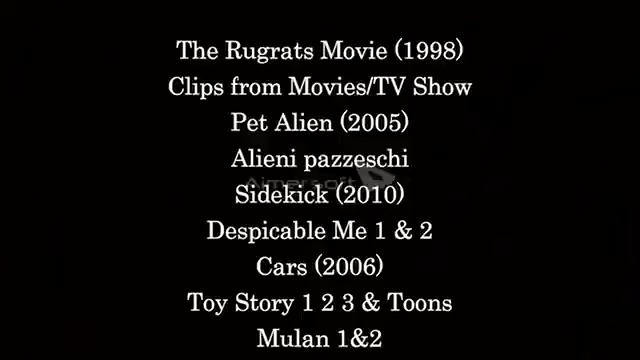 The Rugrats Movie (1998)
Clips from Movies/TV Show
Pet Alien (2005)
Alieni pazzeschi
Aimersoft
Sidekick (2010)
Despicable Me 1 & 2
Cars (2006)
Toy Story 1 2 3 & Toons
Mulan 1&2